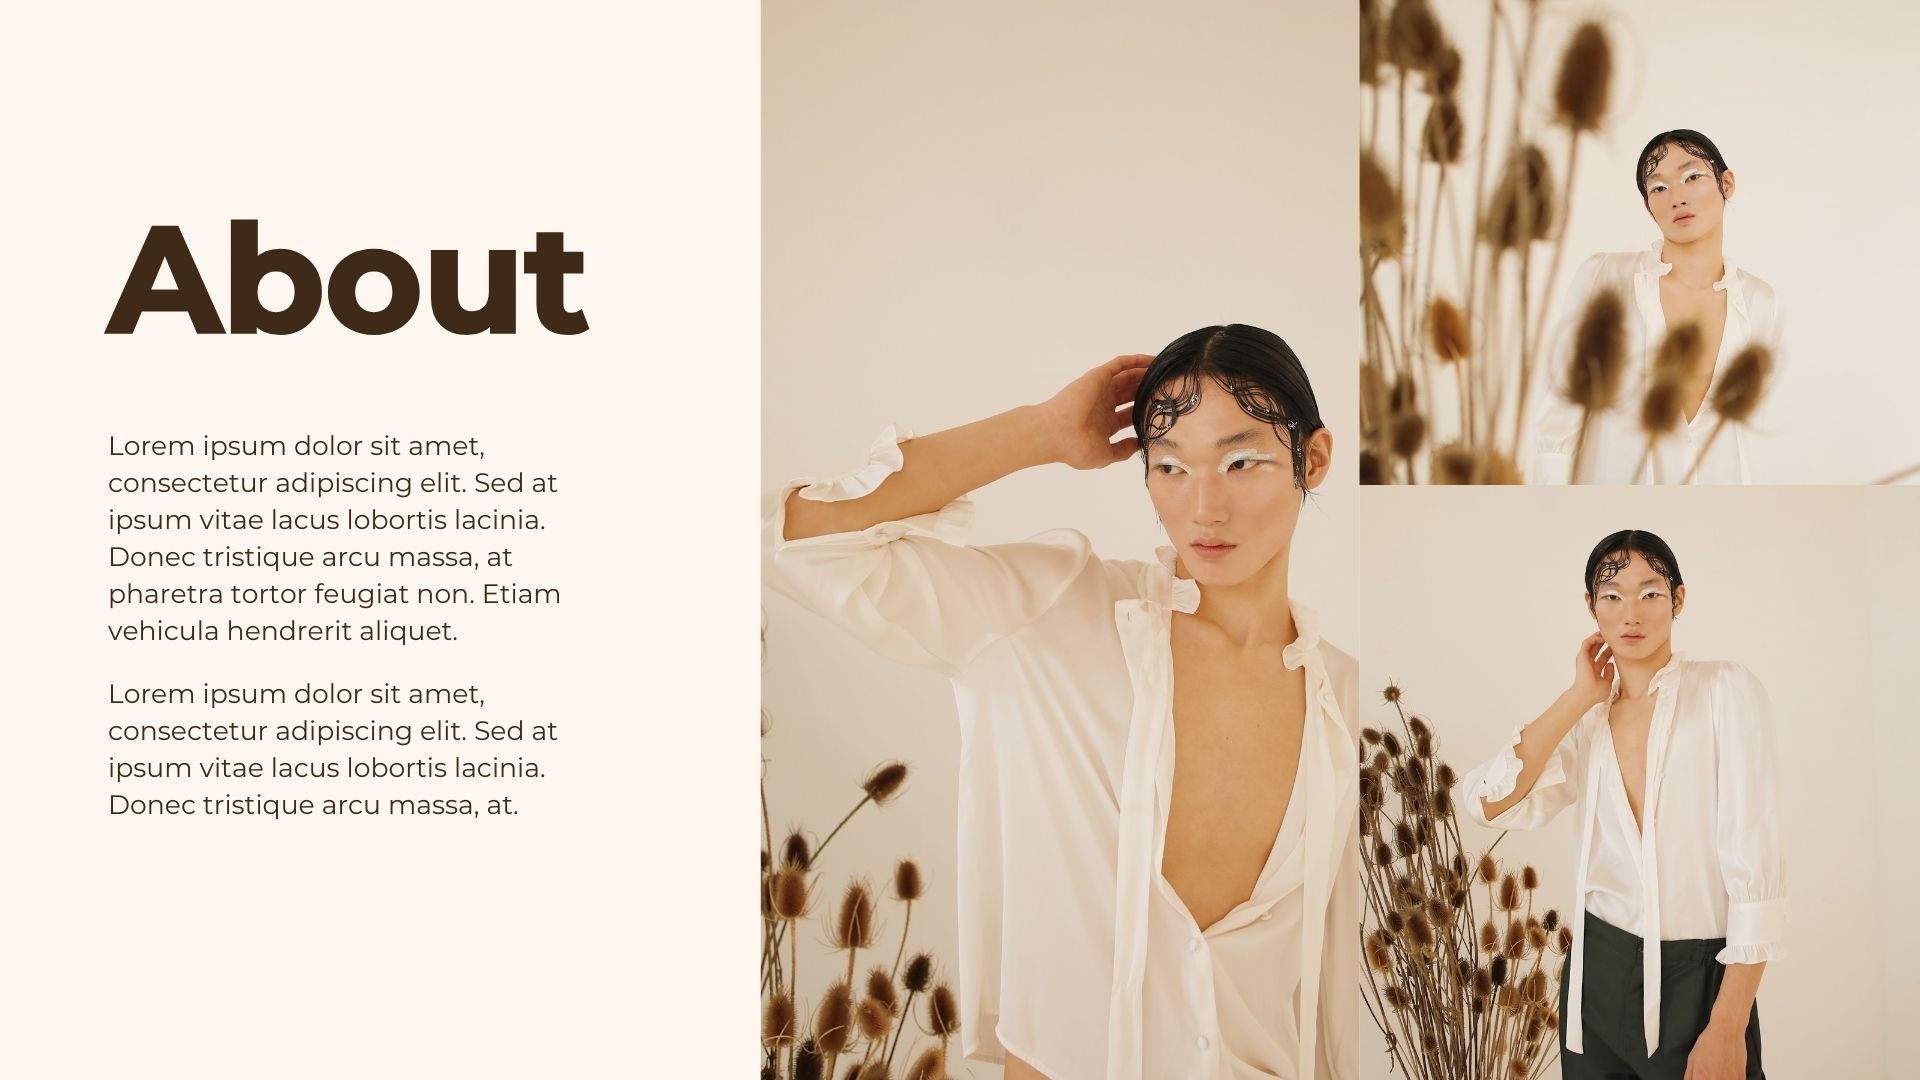 About
Lorem ipsum dolor sit amet,
consectetur adipiscing elit. Sed at
ipsum vitae lacus lobortis lacinia.
Donec tristique arcu massa, at
pharetra tortor feugiat non. Etiam
vehicula hendrerit aliquet.
Lorem ipsum dolor sit amet,
consectetur adipiscing elit. Sed at
ipsum vitae lacus lobortis lacinia.
Donec tristique arcu massa, at.